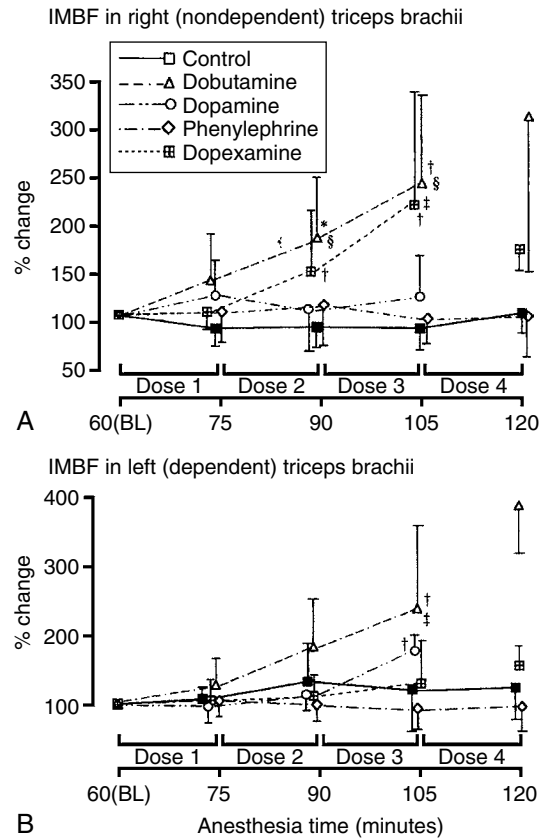 IMBF in right (nondependent) triceps brachii
Control
Dobutamine
Dopamine
Phenylephrine
Dopexamine
350
300
250
200
150
100
50
% change
* † § ‡ † § †
Dose 1 Dose 2 Dose 3 Dose 4
A
60(BL) 75 90 105 120
IMBF in left (dependent) triceps brachii
400
300
200
100
% change
† ‡ †
Dose 1 Dose 2 Dose 3 Dose 4
60(BL) 75 90 105 120
B Anesthesia time (minutes)